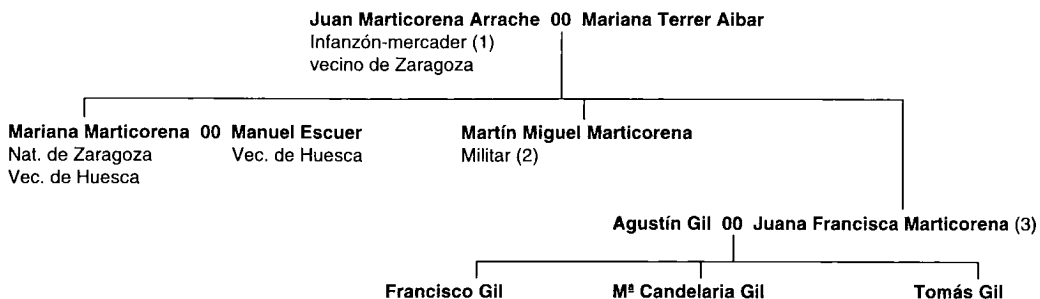 Juan Marticorena Arrache 00 Mariana Terrer Aibar
Infanzón-mercader (1)
vecino de Zaragoza
Mariana Marticorena 00 Manuel Escuer
Nat. de Zaragoza Vec. de Huesca
Vec. de Huesca
Martín Miguel Marticorena
Militar (2)
Agustín Gil 00 Juana Francisca Marticorena (3)
Francisco Gil
Mª Candelaria Gil
Tomás Gil